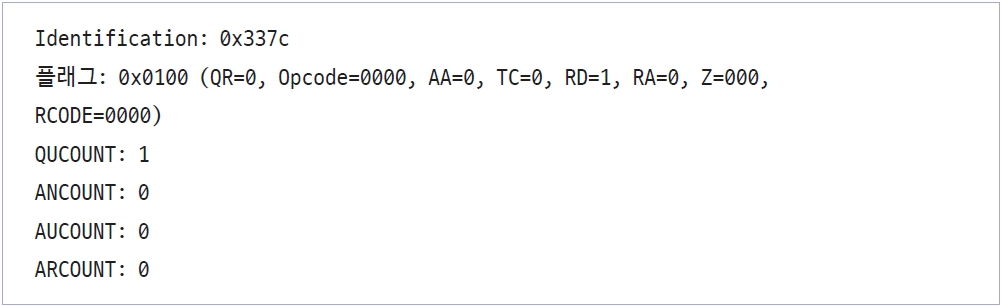 Identification: 0x337c
플래그: 0x0100 (QR=0, Opcode=0000, AA=0, TC=0, RD=1, RA=0, Z=000,
RCODE=0000)
QUCOUNT: 1
ANCOUNT: 0
AUCOUNT: 0
ARCOUNT: 0